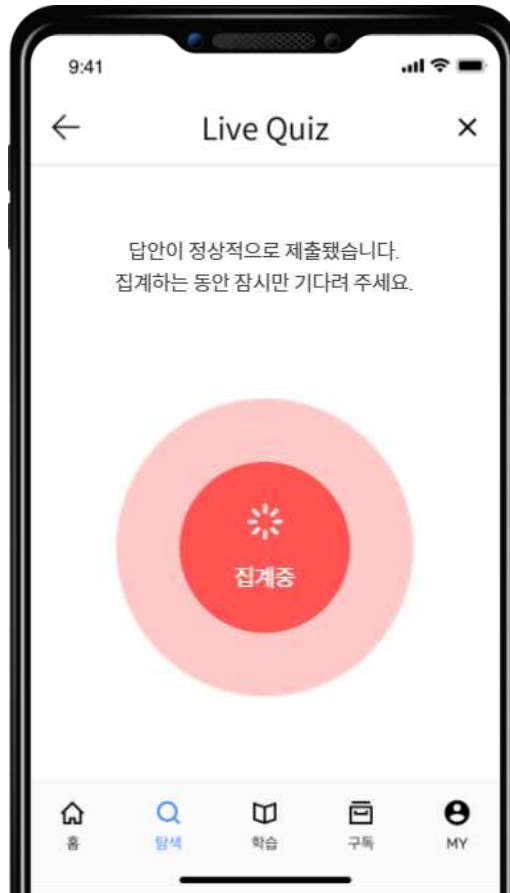 9:41
Live Quiz
답안이 정상적으로 제출됐습니다.
집계하는 동안 잠시만 기다려 주세요.
집계중
홈 탐색 학습 구독 MY